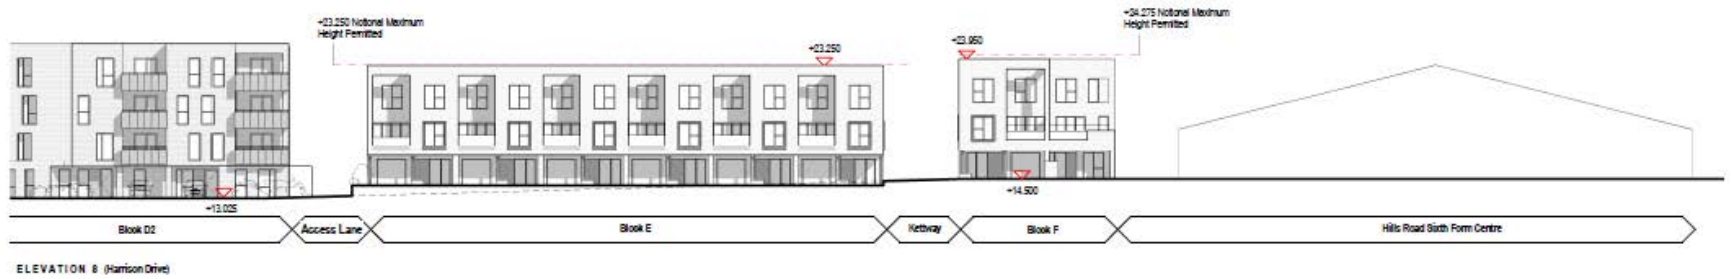 +23.250 Notional Maximum
Height Permitted
+23.250
+23.950
+24.275 Notional Maximum
Height Permitted
+13.025
+14.500
Block D2
Access Lane
Block E
Kettway
Block F
Hills Road Sixth Form Centre
ELEVATION 8 (Harrison Drive)